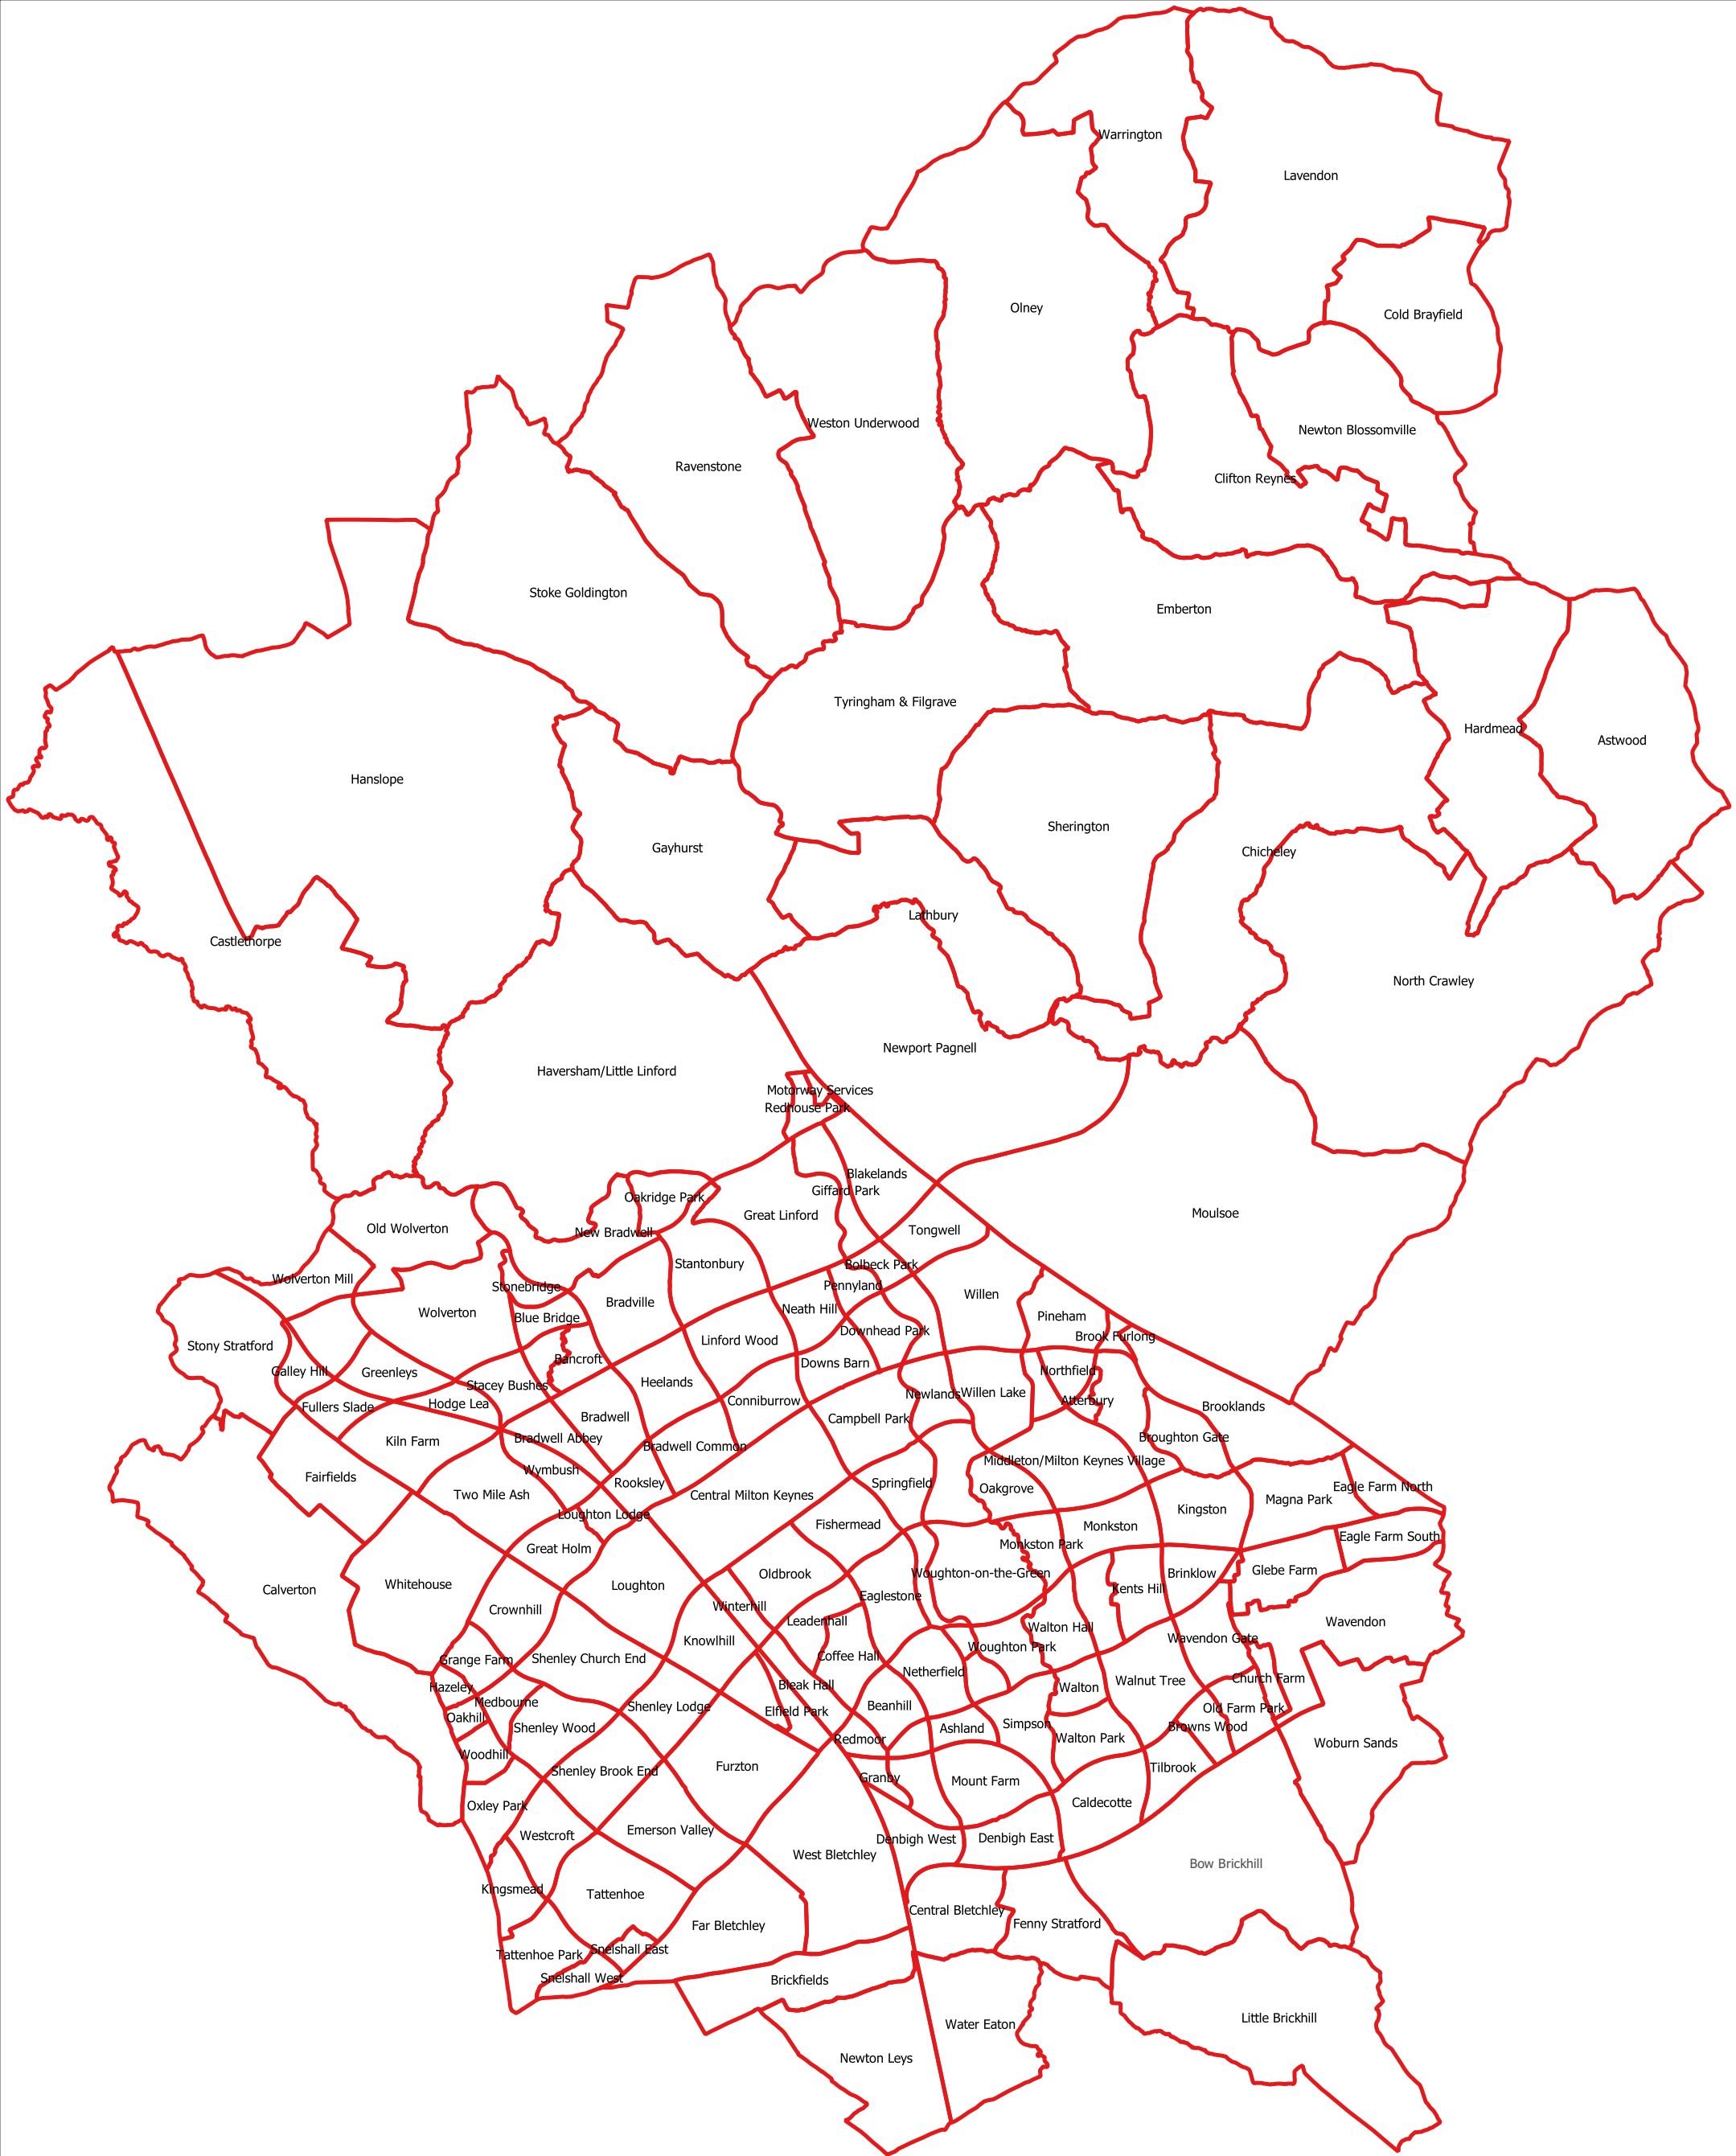 Warrington
Lavendon
Olney
Cold Brayfield
Weston Underwood
Newton Blossomville
Ravenstone
Clifton Reynes
Stoke Goldington
Emberton
Tyringham & Filgrave
Hardmead
Astwood
Hanslope
Sherington
Gayhurst
Chicheley
Lathbury
Castlethorpe
North Crawley
Newport Pagnell
Haversham/Little Linford
Motorway Services
Redhouse Park
Blakelands
Giffard Park
Oakridge Park
Great Linford
Moulsoe
Old Wolverton
New Bradwell
Tongwell
Stantonbury
Bolbeck Park
Wolverton Mill
Stonebridge
Pennyland
Willen
Bradville
Neath Hill
Wolverton
Blue Bridge
Pineham
Downhead Park
Brook Furlong
Linford Wood
Stony Stratford
Bancroft
Downs Barn
Galley Hill
Greenleys
Northfield
Stacey Bushes
Heelands
Newlands
Willen Lake
Conniburrow
Atterbury
Hodge Lea
Fullers Slade
Brooklands
Bradwell
Campbell Park
Kiln Farm
Bradwell Abbey
Broughton Gate
Bradwell Common
Middleton/Milton Keynes Village
Wymbush
Fairfields
Rooksley
Springfield
Oakgrove
Eagle Farm North
Two Mile Ash
Central Milton Keynes
Magna Park
Kingston
Loughton Lodge
Fishermead
Monkston
Eagle Farm South
Monkston Park
Great Holm
Glebe Farm
Oldbrook
Woughton-on-the-Green
Brinklow
Whitehouse
Loughton
Calverton
Kents Hill
Eaglestone
Winterhill
Crownhill
Leadenhall
Wavendon
Walton Hall
Wavendon Gate
Knowlhill
Woughton Park
Coffee Hall
Shenley Church End
Grange Farm
Netherfield
Church Farm
Walnut Tree
Bleak Hall
Hazeley
Walton
Medbourne
Beanhill
Shenley Lodge
Old Farm Park
Elfield Park
Oakhill
Simpson
Browns Wood
Shenley Wood
Ashland
Redmoor
Walton Park
Woburn Sands
Woodhill
Furzton
Tilbrook
Shenley Brook End
Granby
Mount Farm
Caldecotte
Oxley Park
Emerson Valley
Westcroft
Denbigh West
Denbigh East
West Bletchley
Bow Brickhill
Kingsmead
Tattenhoe
Central Bletchley
Fenny Stratford
Far Bletchley
Snelshall East
Tattenhoe Park
Snelshall West
Brickfields
Little Brickhill
Water Eaton
Newton Leys